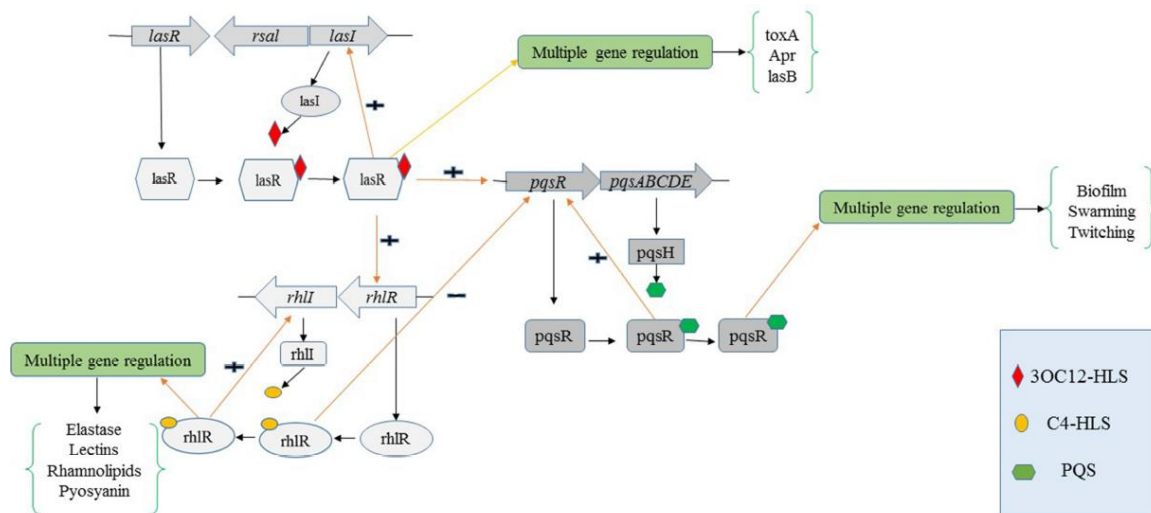 lasR
rsal
lasI
Multiple gene regulation
toxA
Apr
lasB
lasI
+
lasR
lasR
lasR
+
pqsR
pqsABCDE
Multiple gene regulation
Biofilm
Swarming
Twitching
+
+
pqsH
rhlI
rhlR
−
pqsR
pqsR
pqsR
rhlI
Multiple gene regulation
+
rhlR
rhlR
rhlR
Elastase
Lectins
Rhamnolipids
Pyosyanin
3OC12-HLS
C4-HLS
PQS